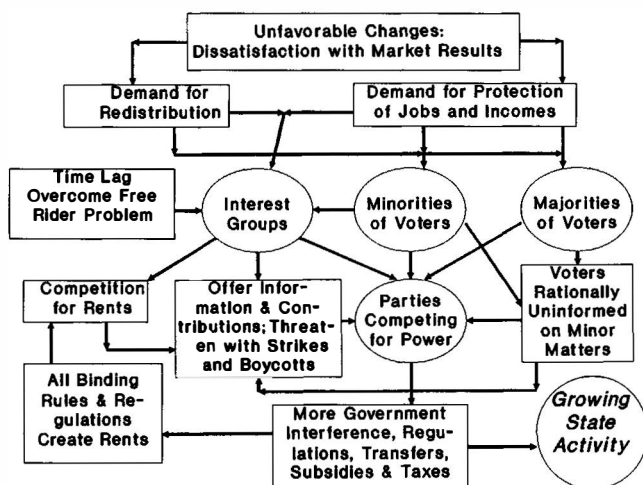 Unfavorable Changes:
Dissatisfaction with Market Results
Demand for
Redistribution
Demand for Protection
of Jobs and Incomes
Time Lag
Overcome Free
Rider Problem
Interest
Groups
Minorities
of Voters
Majorities
of Voters
Competition
for Rents
Offer Infor-
mation & Con-
tributions; Threat-
en with Strikes
and Boycotts
Parties
Competing
for Power
Voters
Rationally
Uninformed
on Minor
Matters
All Binding
Rules & Re-
gulations
Create Rents
More Government
Interference, Regu-
lations, Transfers,
Subsidies & Taxes
Growing
State
Activity